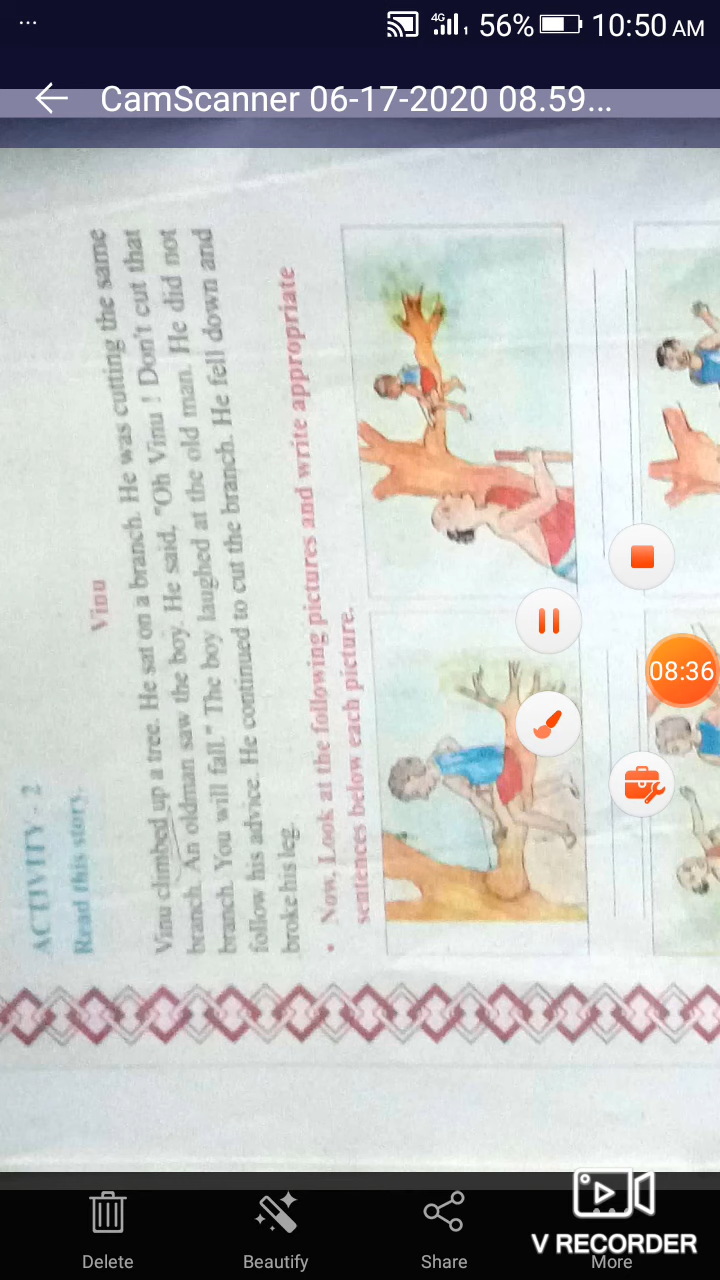 ...
4G 1 56% 10:50 AM
CamScanner 06-17-2020 08.59...
ACTIVITY - 2
Read this story.
Vinu
Vinu climbed up a tree. He sat on a branch. He was cutting the same
branch. An oldman saw the boy. He said, "Oh Vinu ! Don't cut that
branch. You will fall." The boy laughed at the old man. He did not
follow his advice. He continued to cut the branch. He fell down and
broke his leg.
• Now, Look at the following pictures and write appropriate
sentences below each picture.
08:36
Delete
Beautify
Share
More
V RECORDER